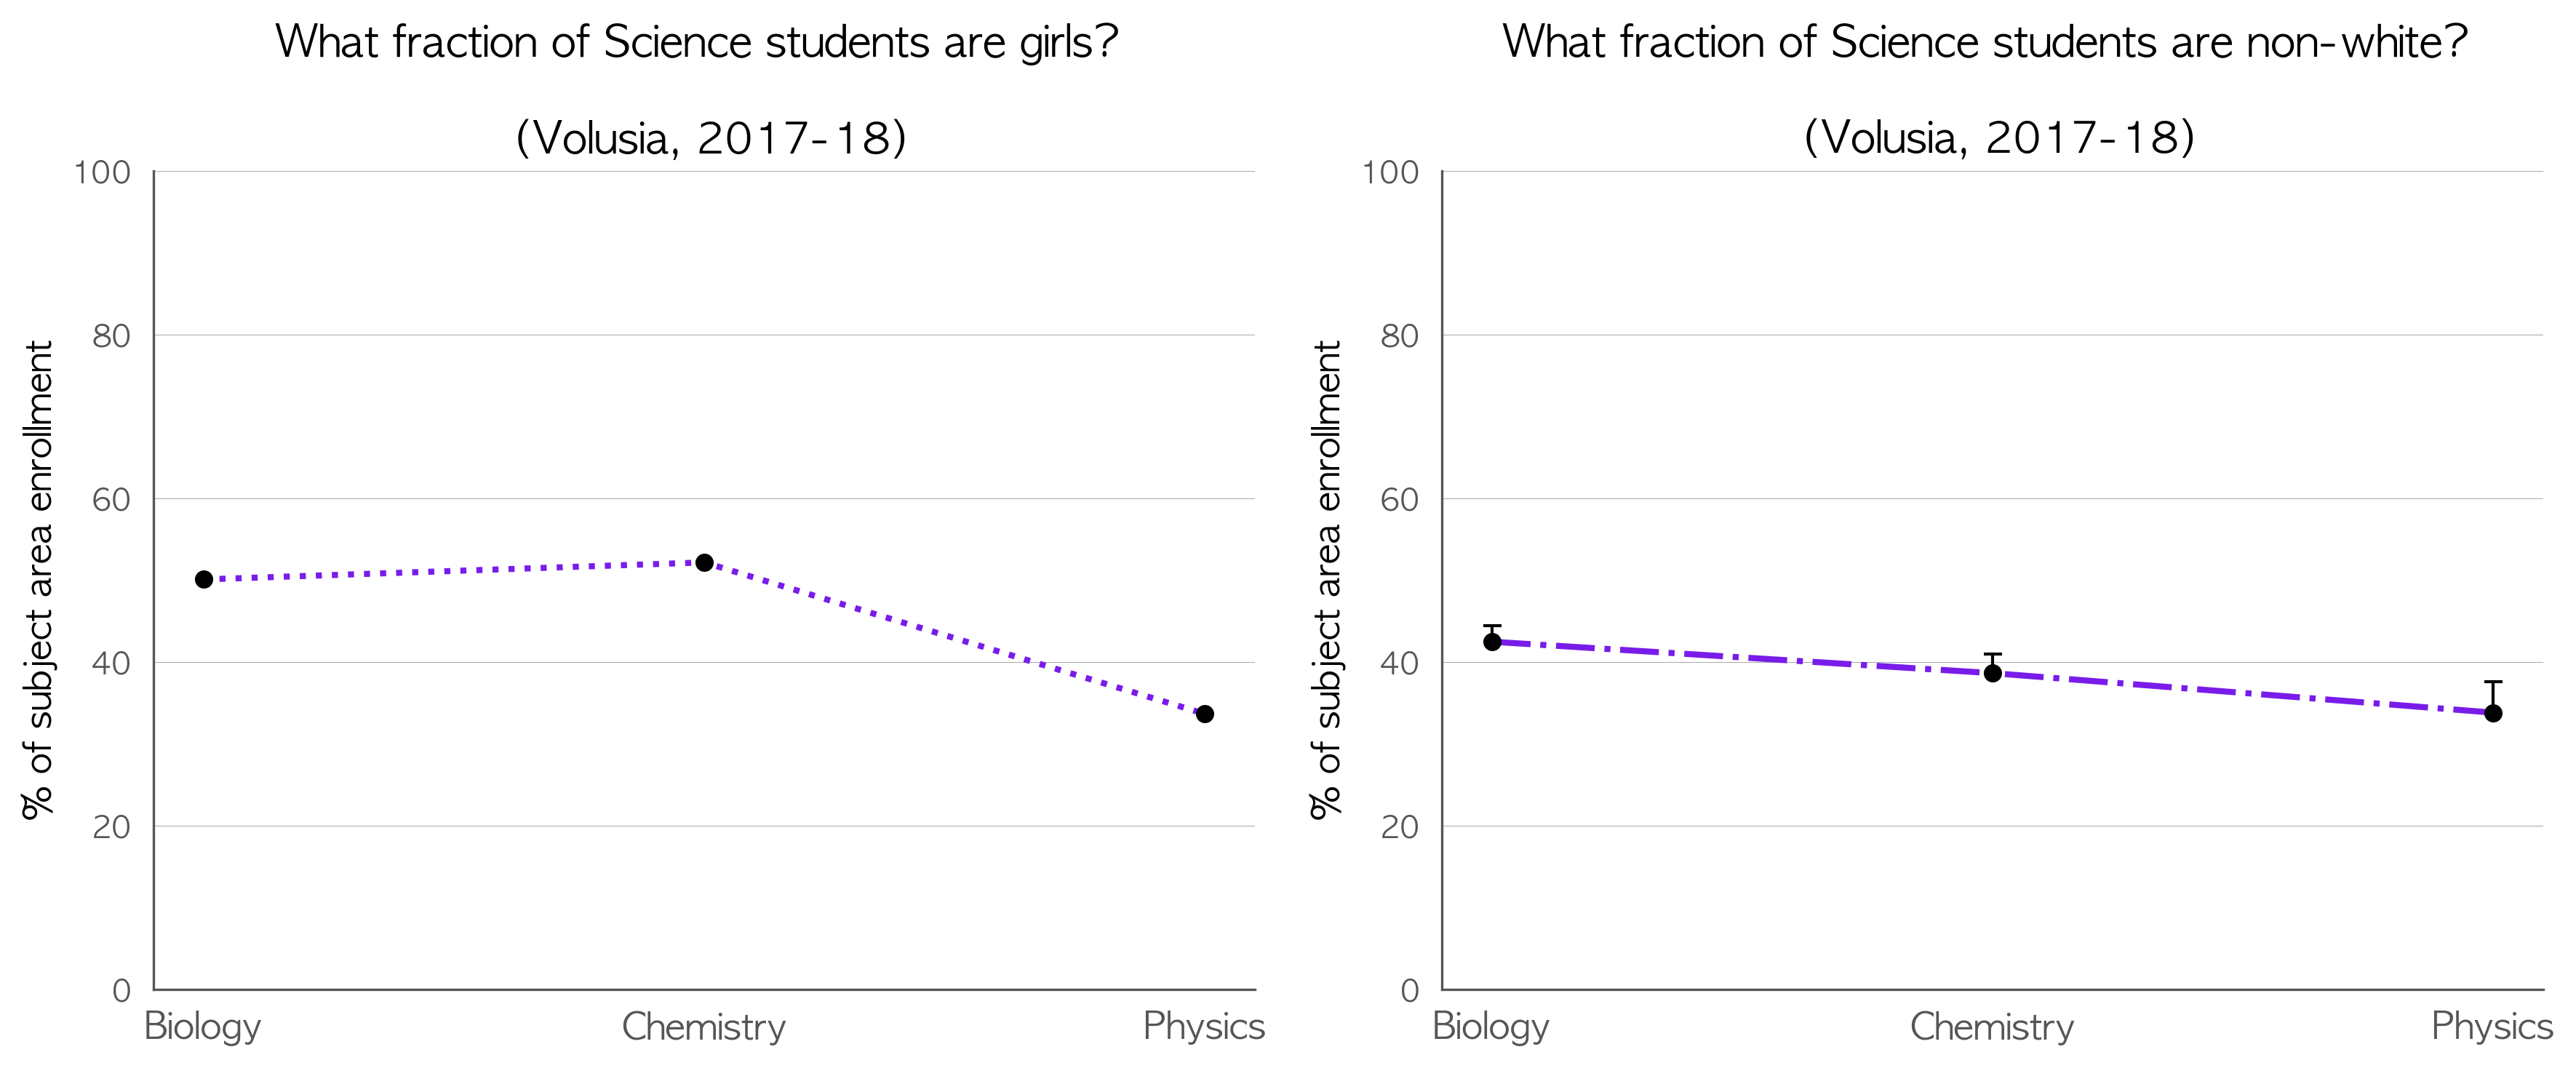 What fraction of Science students are girls?
(Volusia, 2017-18)
100
80
60
40
20
0
% of subject area enrollment
Biology
Chemistry
Physics
What fraction of Science students are non-white?
(Volusia, 2017-18)
100
80
60
40
20
0
% of subject area enrollment
Biology
Chemistry
Physics